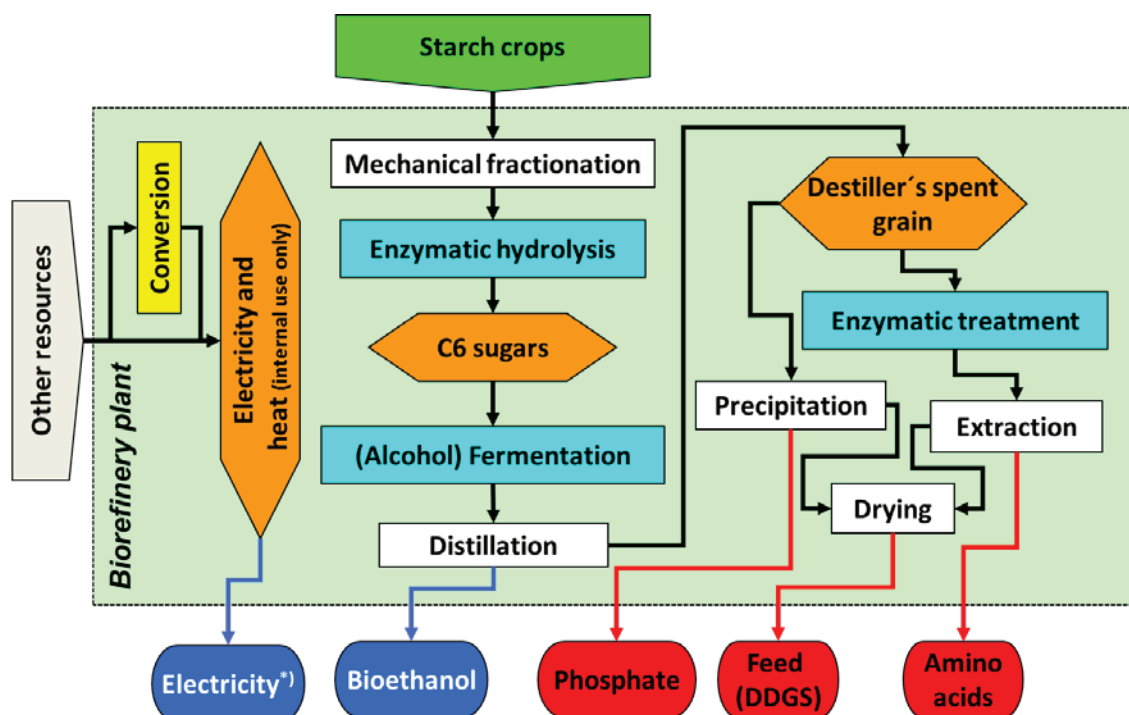 Starch crops
Mechanical fractionation
Enzymatic hydrolysis
C6 sugars
(Alcohol) Fermentation
Distillation
Other resources
Biorefinery plant
Conversion
Electricity and
heat (internal use only)
Destiller´s spent
grain
Enzymatic treatment
Precipitation
Extraction
Drying
Electricity*)
Bioethanol
Phosphate
Feed
(DDGS)
Amino
acids